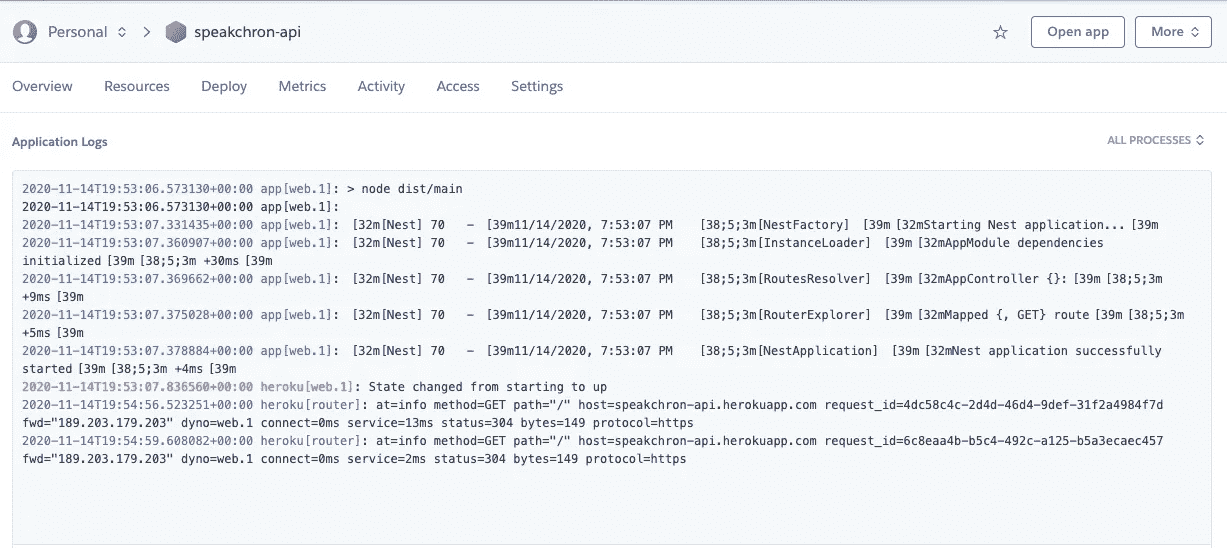 Personal > speakchron-api Open app More
Overview Resources Deploy Metrics Activity Access Settings
Application Logs ALL PROCESSES
2020-11-14T19:53:06.573130+00:00 app[web.1]: > node dist/main
2020-11-14T19:53:06.573130+00:00 app[web.1]:
2020-11-14T19:53:07.331435+00:00 app[web.1]: [32m[Nest] 70   - [39m11/14/2020, 7:53:07 PM   [38;5;3m[NestFactory] [39m [32mStarting Nest application... [39m
2020-11-14T19:53:07.360907+00:00 app[web.1]: [32m[Nest] 70   - [39m11/14/2020, 7:53:07 PM   [38;5;3m[InstanceLoader] [39m [32mAppModule dependencies
initialized [39m [38;5;3m +30ms [39m
2020-11-14T19:53:07.369662+00:00 app[web.1]: [32m[Nest] 70   - [39m11/14/2020, 7:53:07 PM   [38;5;3m[RoutesResolver] [39m [32mAppController {}: [39m [38;5;3m
+9ms [39m
2020-11-14T19:53:07.375028+00:00 app[web.1]: [32m[Nest] 70   - [39m11/14/2020, 7:53:07 PM   [38;5;3m[RouterExplorer] [39m [32mMapped {, GET} route [39m [38;5;3m
+5ms [39m
2020-11-14T19:53:07.378884+00:00 app[web.1]: [32m[Nest] 70   - [39m11/14/2020, 7:53:07 PM   [38;5;3m[NestApplication] [39m [32mNest application successfully
started [39m [38;5;3m +4ms [39m
2020-11-14T19:53:07.836560+00:00 heroku[web.1]: State changed from starting to up
2020-11-14T19:54:56.523251+00:00 heroku[router]: at=info method=GET path="/" host=speakchron-api.herokuapp.com request_id=4dc58c4c-2d4d-46d4-9def-31f2a4984f7d
fwd="189.203.179.203" dyno=web.1 connect=0ms service=13ms status=304 bytes=149 protocol=https
2020-11-14T19:54:59.608082+00:00 heroku[router]: at=info method=GET path="/" host=speakchron-api.herokuapp.com request_id=6c8eaa4b-b5c4-492c-a125-b5a3ecaec457
fwd="189.203.179.203" dyno=web.1 connect=0ms service=2ms status=304 bytes=149 protocol=https